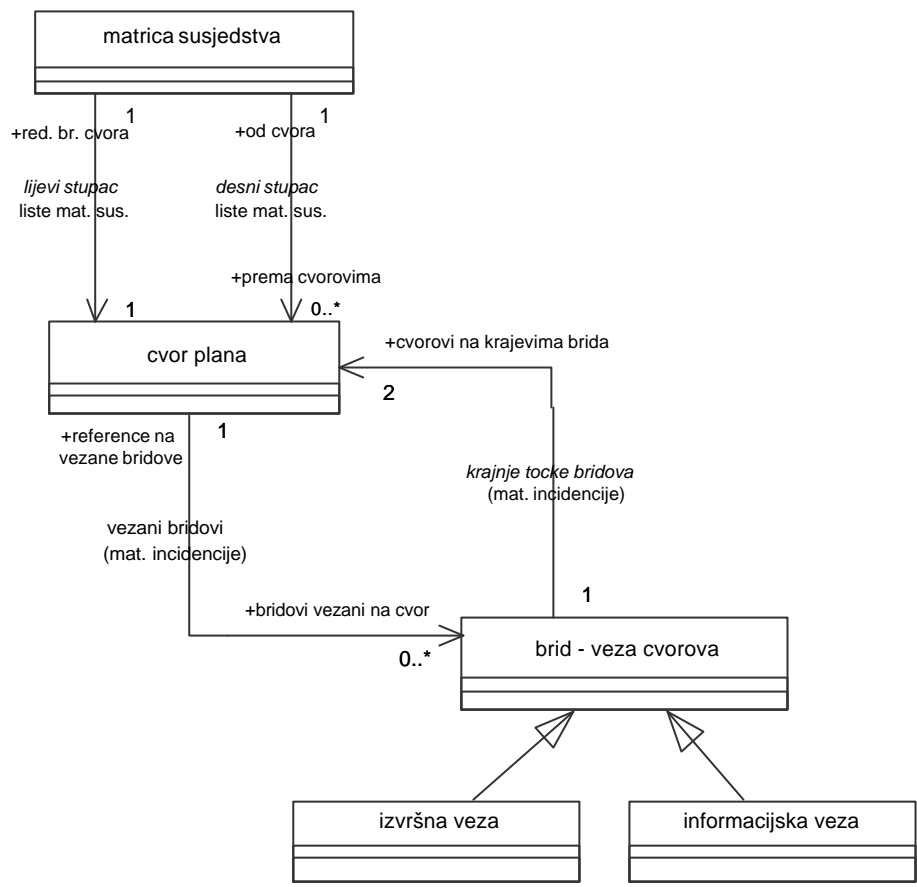 matrica susjedstva
1
1
+red. br. cvora
+od cvora
lijevi stupac
liste mat. sus.
desni stupac
liste mat. sus.
+prema cvorovima
1
0..*
cvor plana
+cvorovi na krajevima brida
2
1
+reference na
vezane bridove
krajnje tocke bridova
(mat. incidencije)
vezani bridovi
(mat. incidencije)
1
+bridovi vezani na cvor
0..*
brid - veza cvorova
izvršna veza
informacijska veza